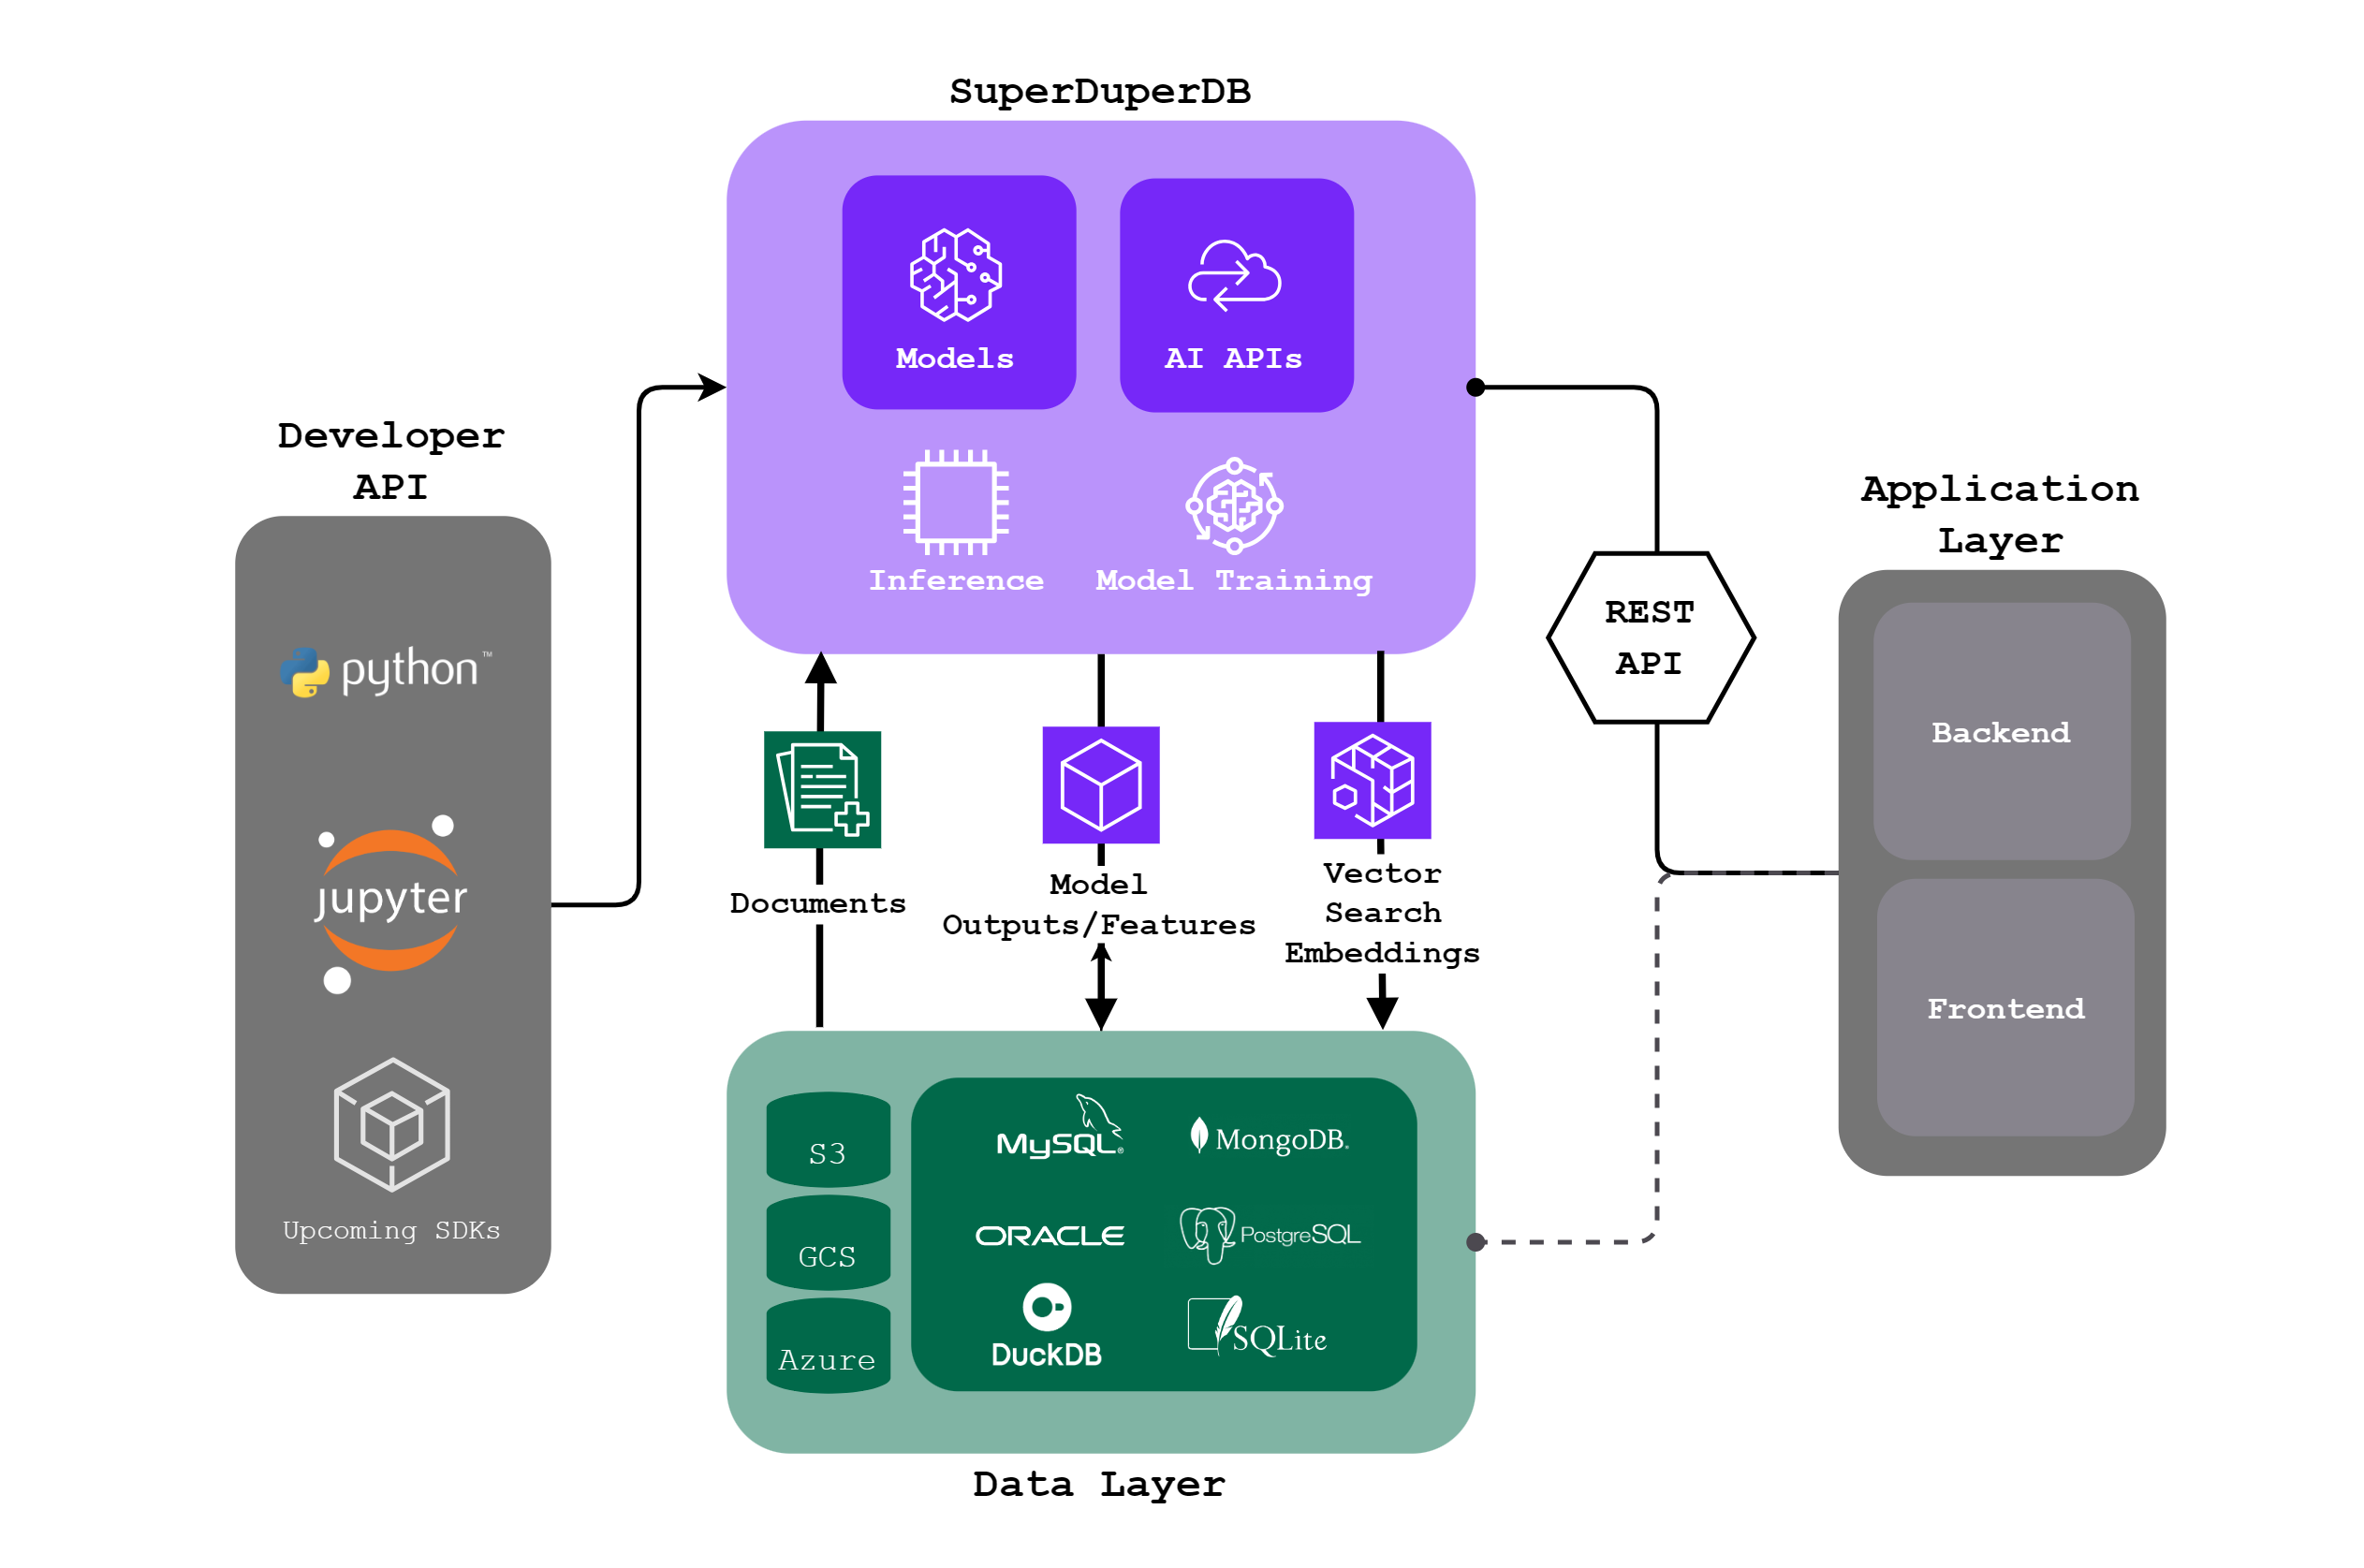 SuperDuperDB
Models
AI APIs
Inference
Model Training
Developer
API
python™
jupyter
Upcoming SDKs
Documents
Model
Outputs/Features
Vector
Search
Embeddings
REST
API
Application
Layer
Backend
Frontend
S3
GCS
Azure
MySQL®
MongoDB®
ORACLE
PostgreSQL
DuckDB
SQLite
Data Layer